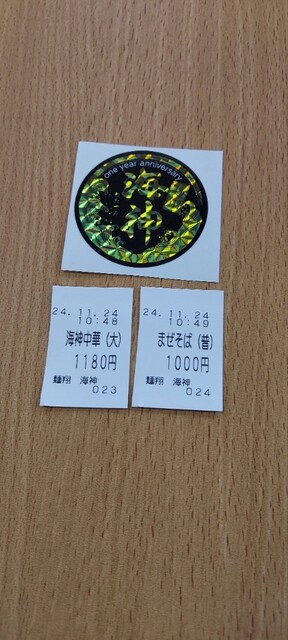 one year anniversary
海
神
24.11.24
10:48
海神中華(大)
1180円
麺翔 海神
023
24.11.24
10:49
まぜそば(普)
1000円
麺翔 海神
024